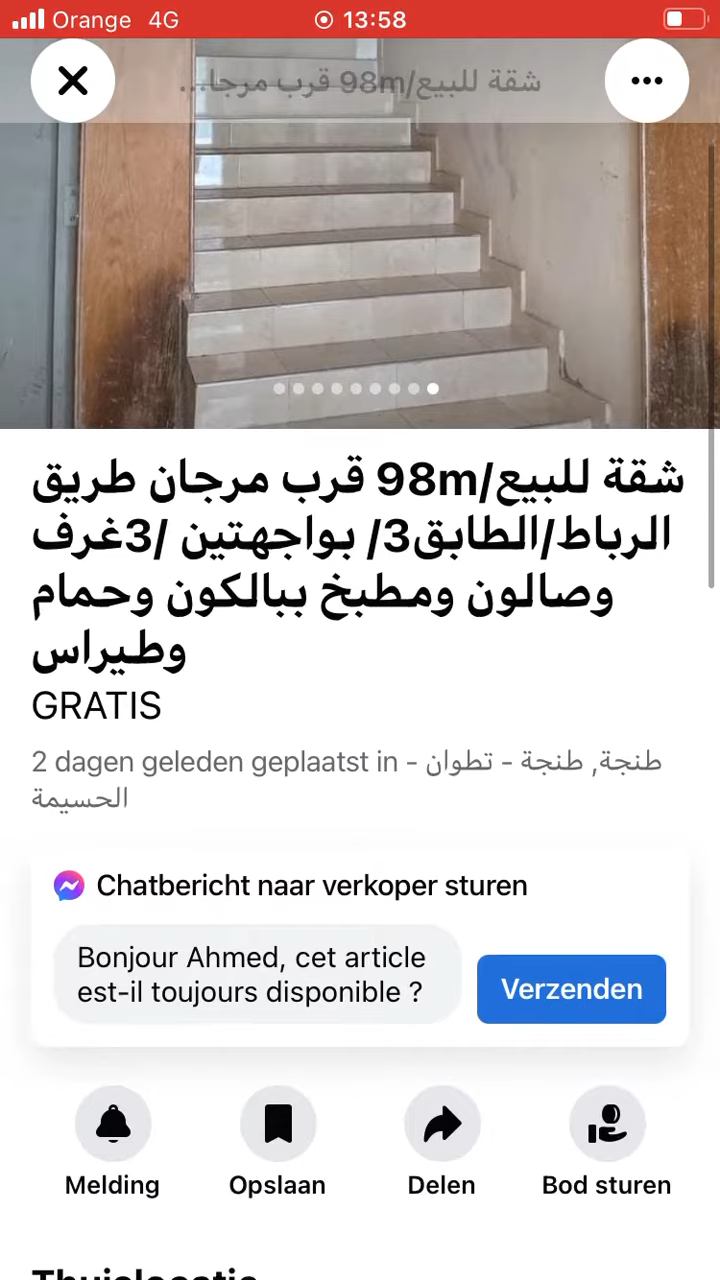 Orange 4G 13:58
شقة للبيع/98m قرب مرجا...
شقة للبيع/98m قرب مرجان طريق
الرباط/الطابق3/ بواجهتين /3غرف
وصالون ومطبخ ببالكون وحمام
وطيراس
GRATIS
2 dagen geleden geplaatst in - طنجة, طنجة - تطوان
الحسيمة
Chatbericht naar verkoper sturen
Bonjour Ahmed, cet article
est-il toujours disponible ?
Verzenden
Melding Opslaan Delen Bod sturen
Thuislocatie